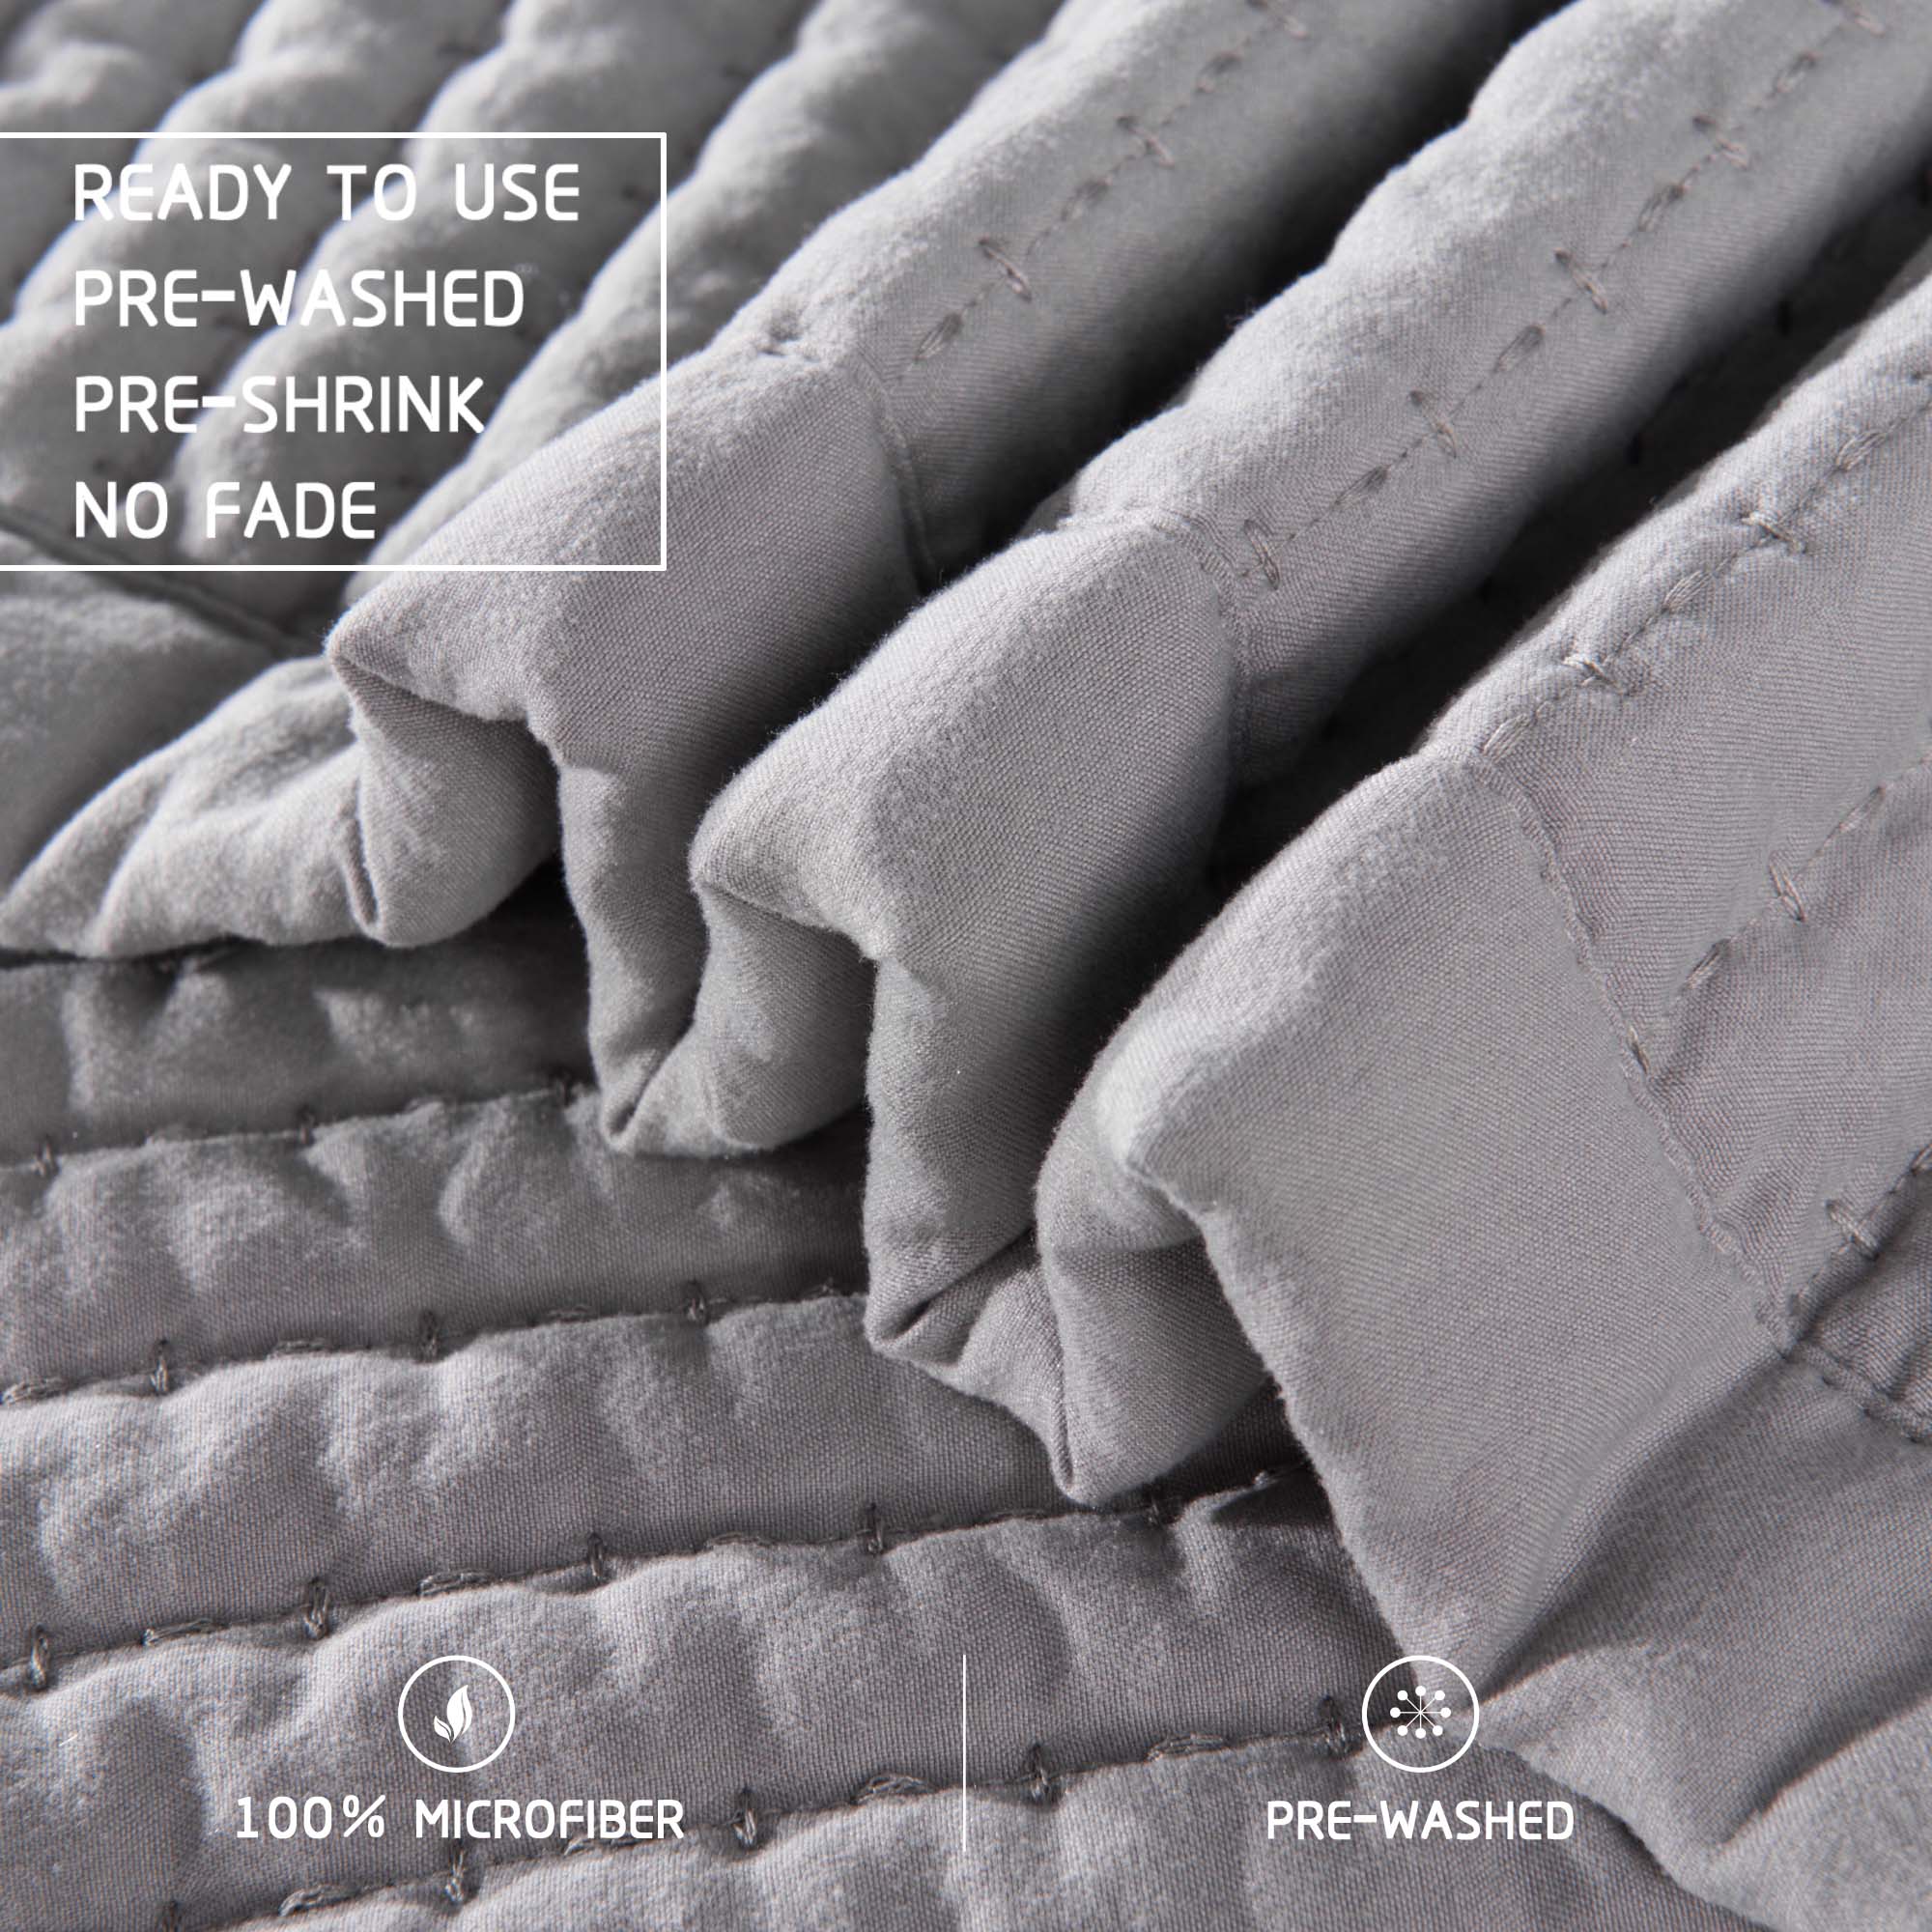 READY TO USE
PRE-WASHED
PRE-SHRINK
NO FADE
100% MICROFIBER
PRE-WASHED